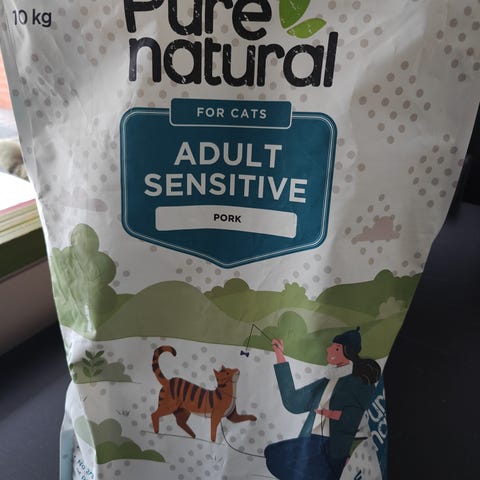 10 kg
Pure
natural
FOR CATS
ADULT
SENSITIVE
PORK